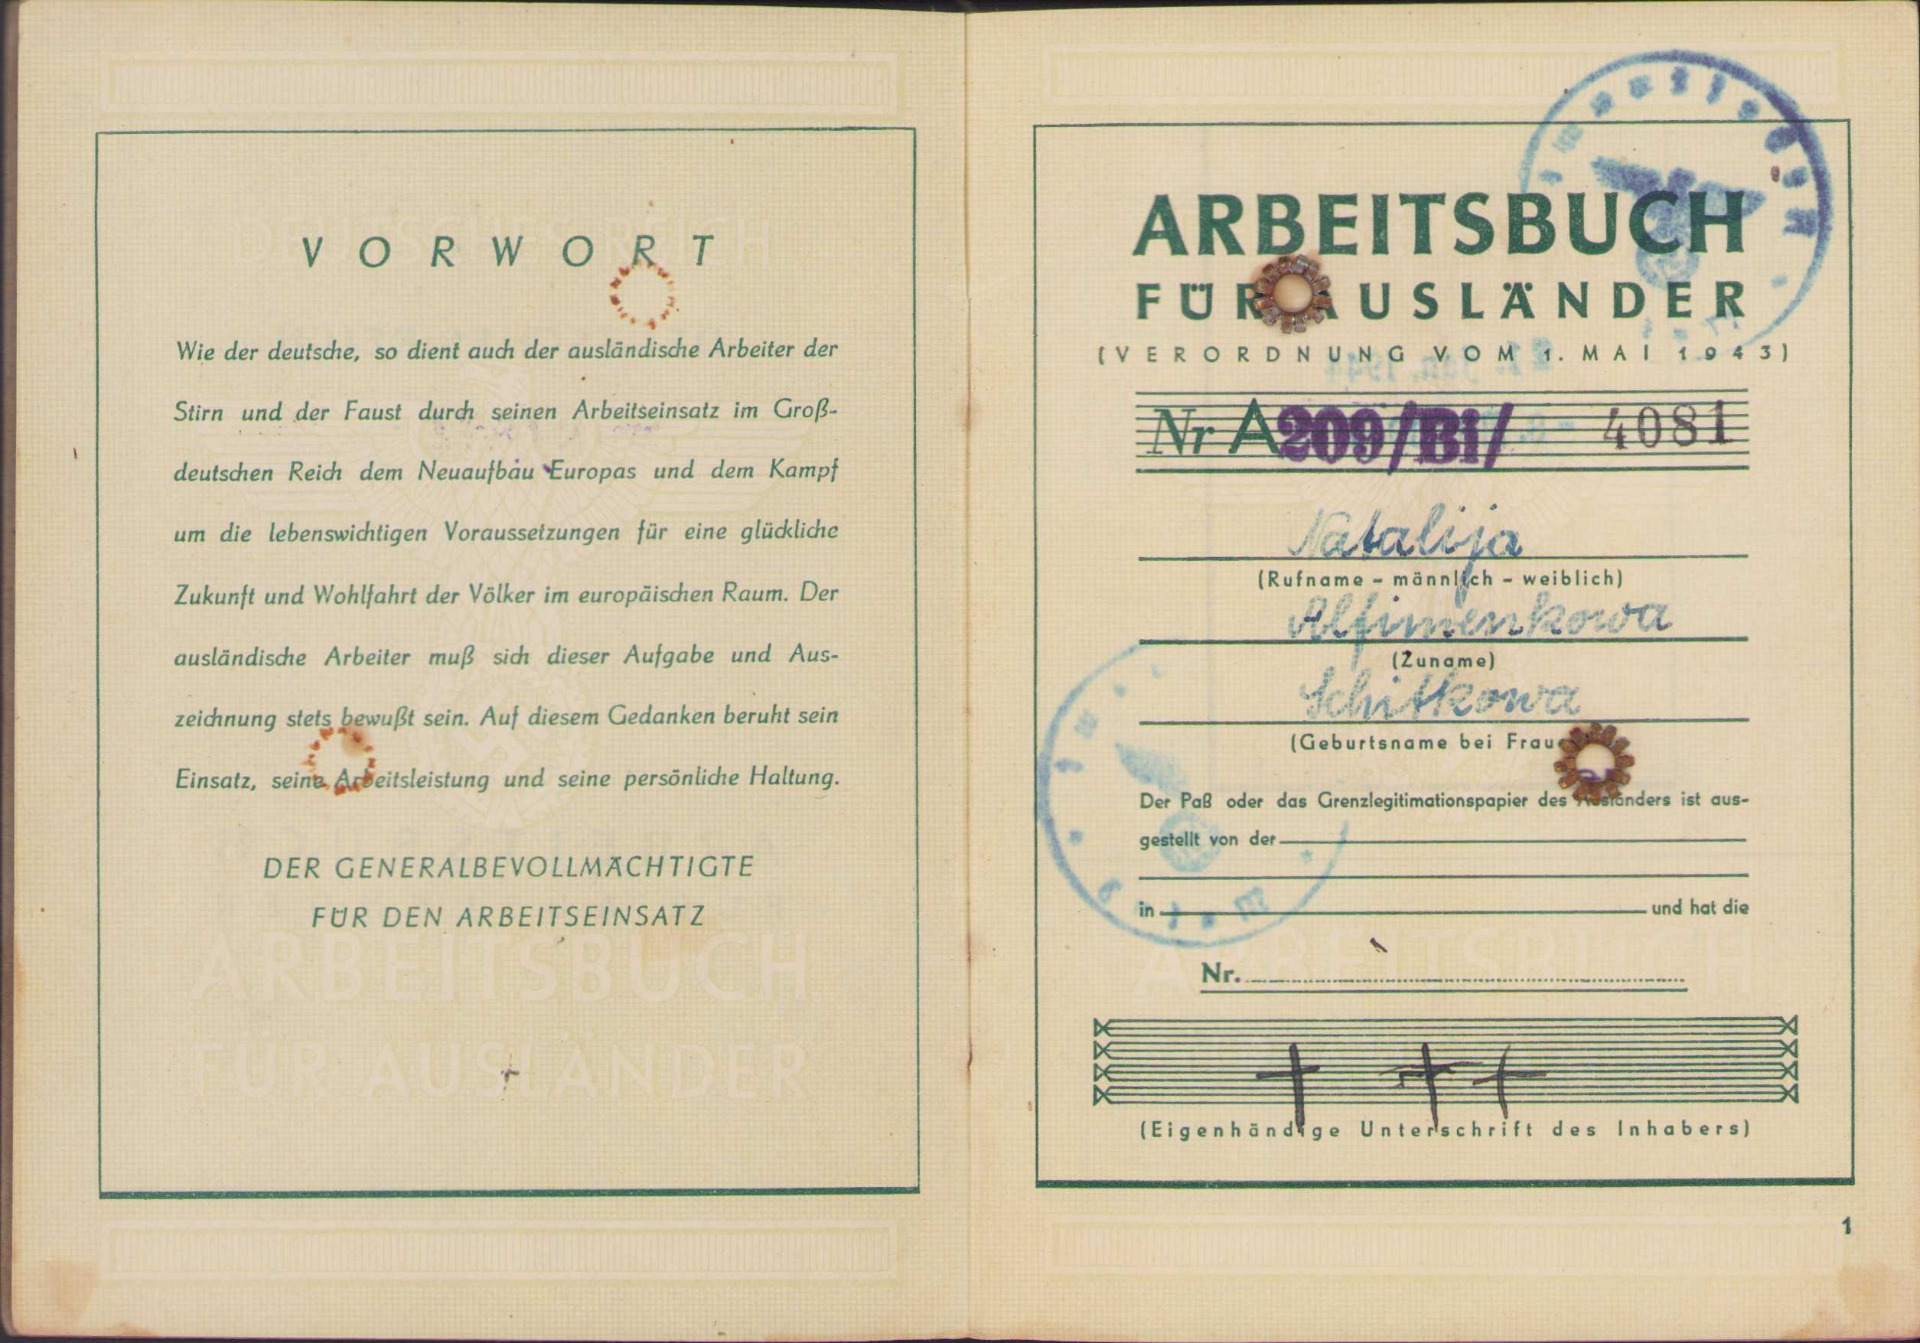 VORWORT
Wie der deutsche, so dient auch der ausländische Arbeiter der
Stirn und der Faust durch seinen Arbeitseinsatz im Groß-
deutschen Reich dem Neuaufbau Europas und dem Kampf
um die lebenswichtigen Voraussetzungen für eine glückliche
Zukunft und Wohlfahrt der Völker im europäischen Raum. Der
ausländische Arbeiter muß sich dieser Aufgabe und Aus-
zeichnung stets bewußt sein. Auf diesem Gedanken beruht sein
Einsatz, seine Arbeitsleistung und seine persönliche Haltung.
DER GENERALBEVOLLMÄCHTIGTE
FÜR DEN ARBEITSEINSATZ
ARBEITSBUCH
FÜR AUSLÄNDER
ARBEITSBUCH
FÜR AUSLÄNDER
(VERORDNUNG VOM 1. MAI 1943)
Nr A 209/Bi/ 4081
Natalija
(Rufname – männlich – weiblich)
Alfimenkowa
(Zuname)
Schitkowa
(Geburtsname bei Frau
Der Paß oder das Grenzlegitimationspapier des Ausländers ist aus-
gestellt von der
in und hat die
Nr.
+ + +
(Eigenhändige Unterschrift des Inhabers)
1